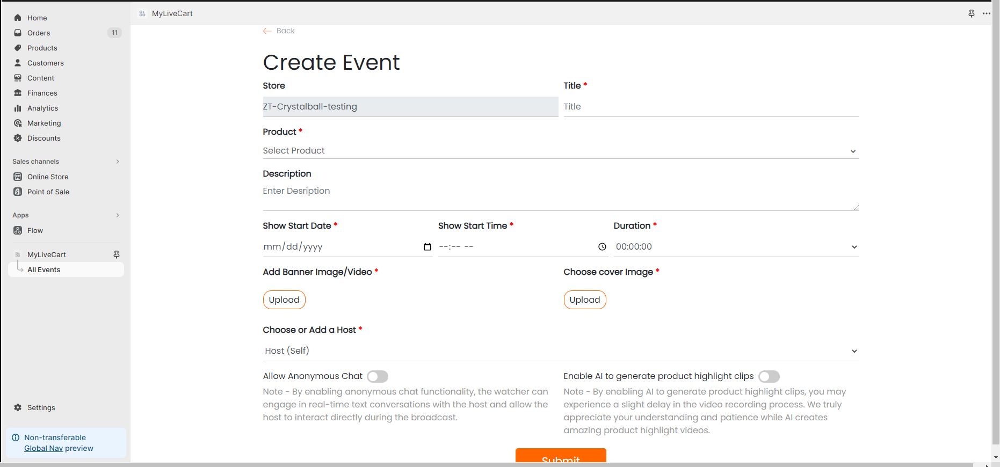 Home
Orders 11
Products
Customers
Content
Finances
Analytics
Marketing
Discounts
Sales channels
Online Store
Point of Sale
Apps
Flow
MyLiveCart
All Events
Settings
Non-transferable
Global Nav preview
MyLiveCart
Back
Create Event
Store
ZT-Crystalball-testing
Title *
Title
Product *
Select Product
Description
Enter Desription
Show Start Date *
mm/dd/yyyy
Show Start Time *
--:-- --
Duration *
00:00:00
Add Banner Image/Video *
Upload
Choose cover Image *
Upload
Choose or Add a Host *
Host (Self)
Allow Anonymous Chat
Note - By enabling anonymous chat functionality, the watcher can
engage in real-time text conversations with the host and allow the
host to interact directly during the broadcast.
Enable AI to generate product highlight clips
Note - By enabling AI to generate product highlight clips, you may
experience a slight delay in the video recording process. We truly
appreciate your understanding and patience while AI creates
amazing product highlight videos.
Submit